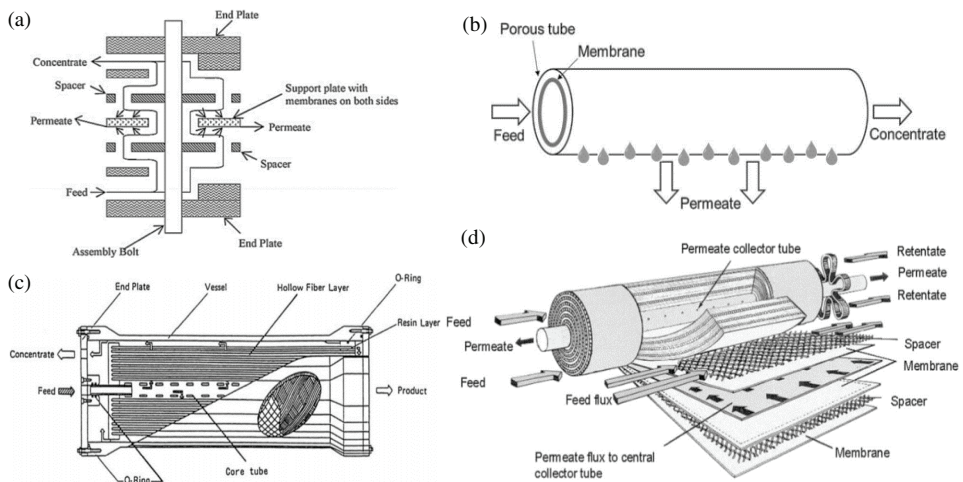 (a)
End Plate
Concentrate
Spacer
Support plate with
membranes on both sides
Permeate
Permeate
Spacer
Feed
End Plate
Assembly Bolt
(b)
Porous tube
Membrane
Feed
Concentrate
Permeate
(c)
O-Ring
End Plate
Vessel
Hollow Fiber Layer
Resin Layer
Concentrate
Feed
Product
Core tube
O-Ring
(d)
Permeate collector tube
Retentate
Permeate
Retentate
Feed
Permeate
Feed
Spacer
Membrane
Feed flux
Spacer
Permeate flux to central
collector tube
Membrane